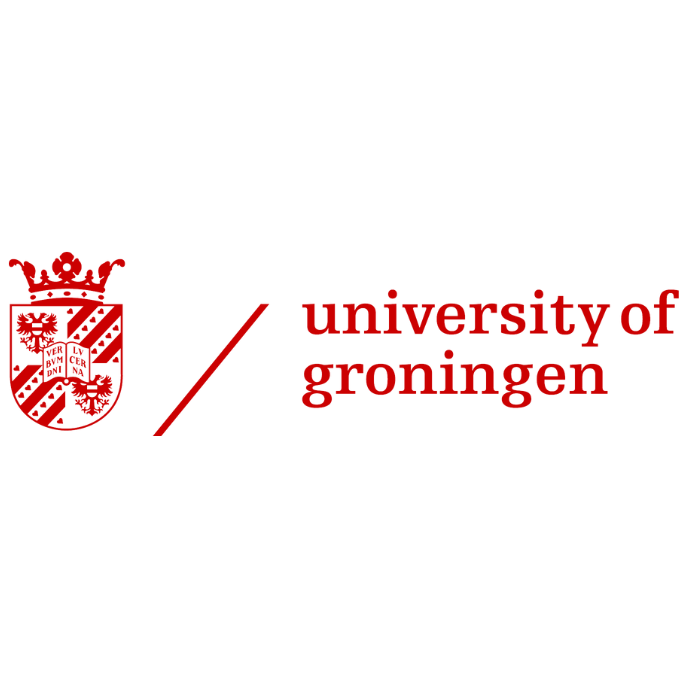 VER LV
BVM CER
DNI NA
university of
groningen